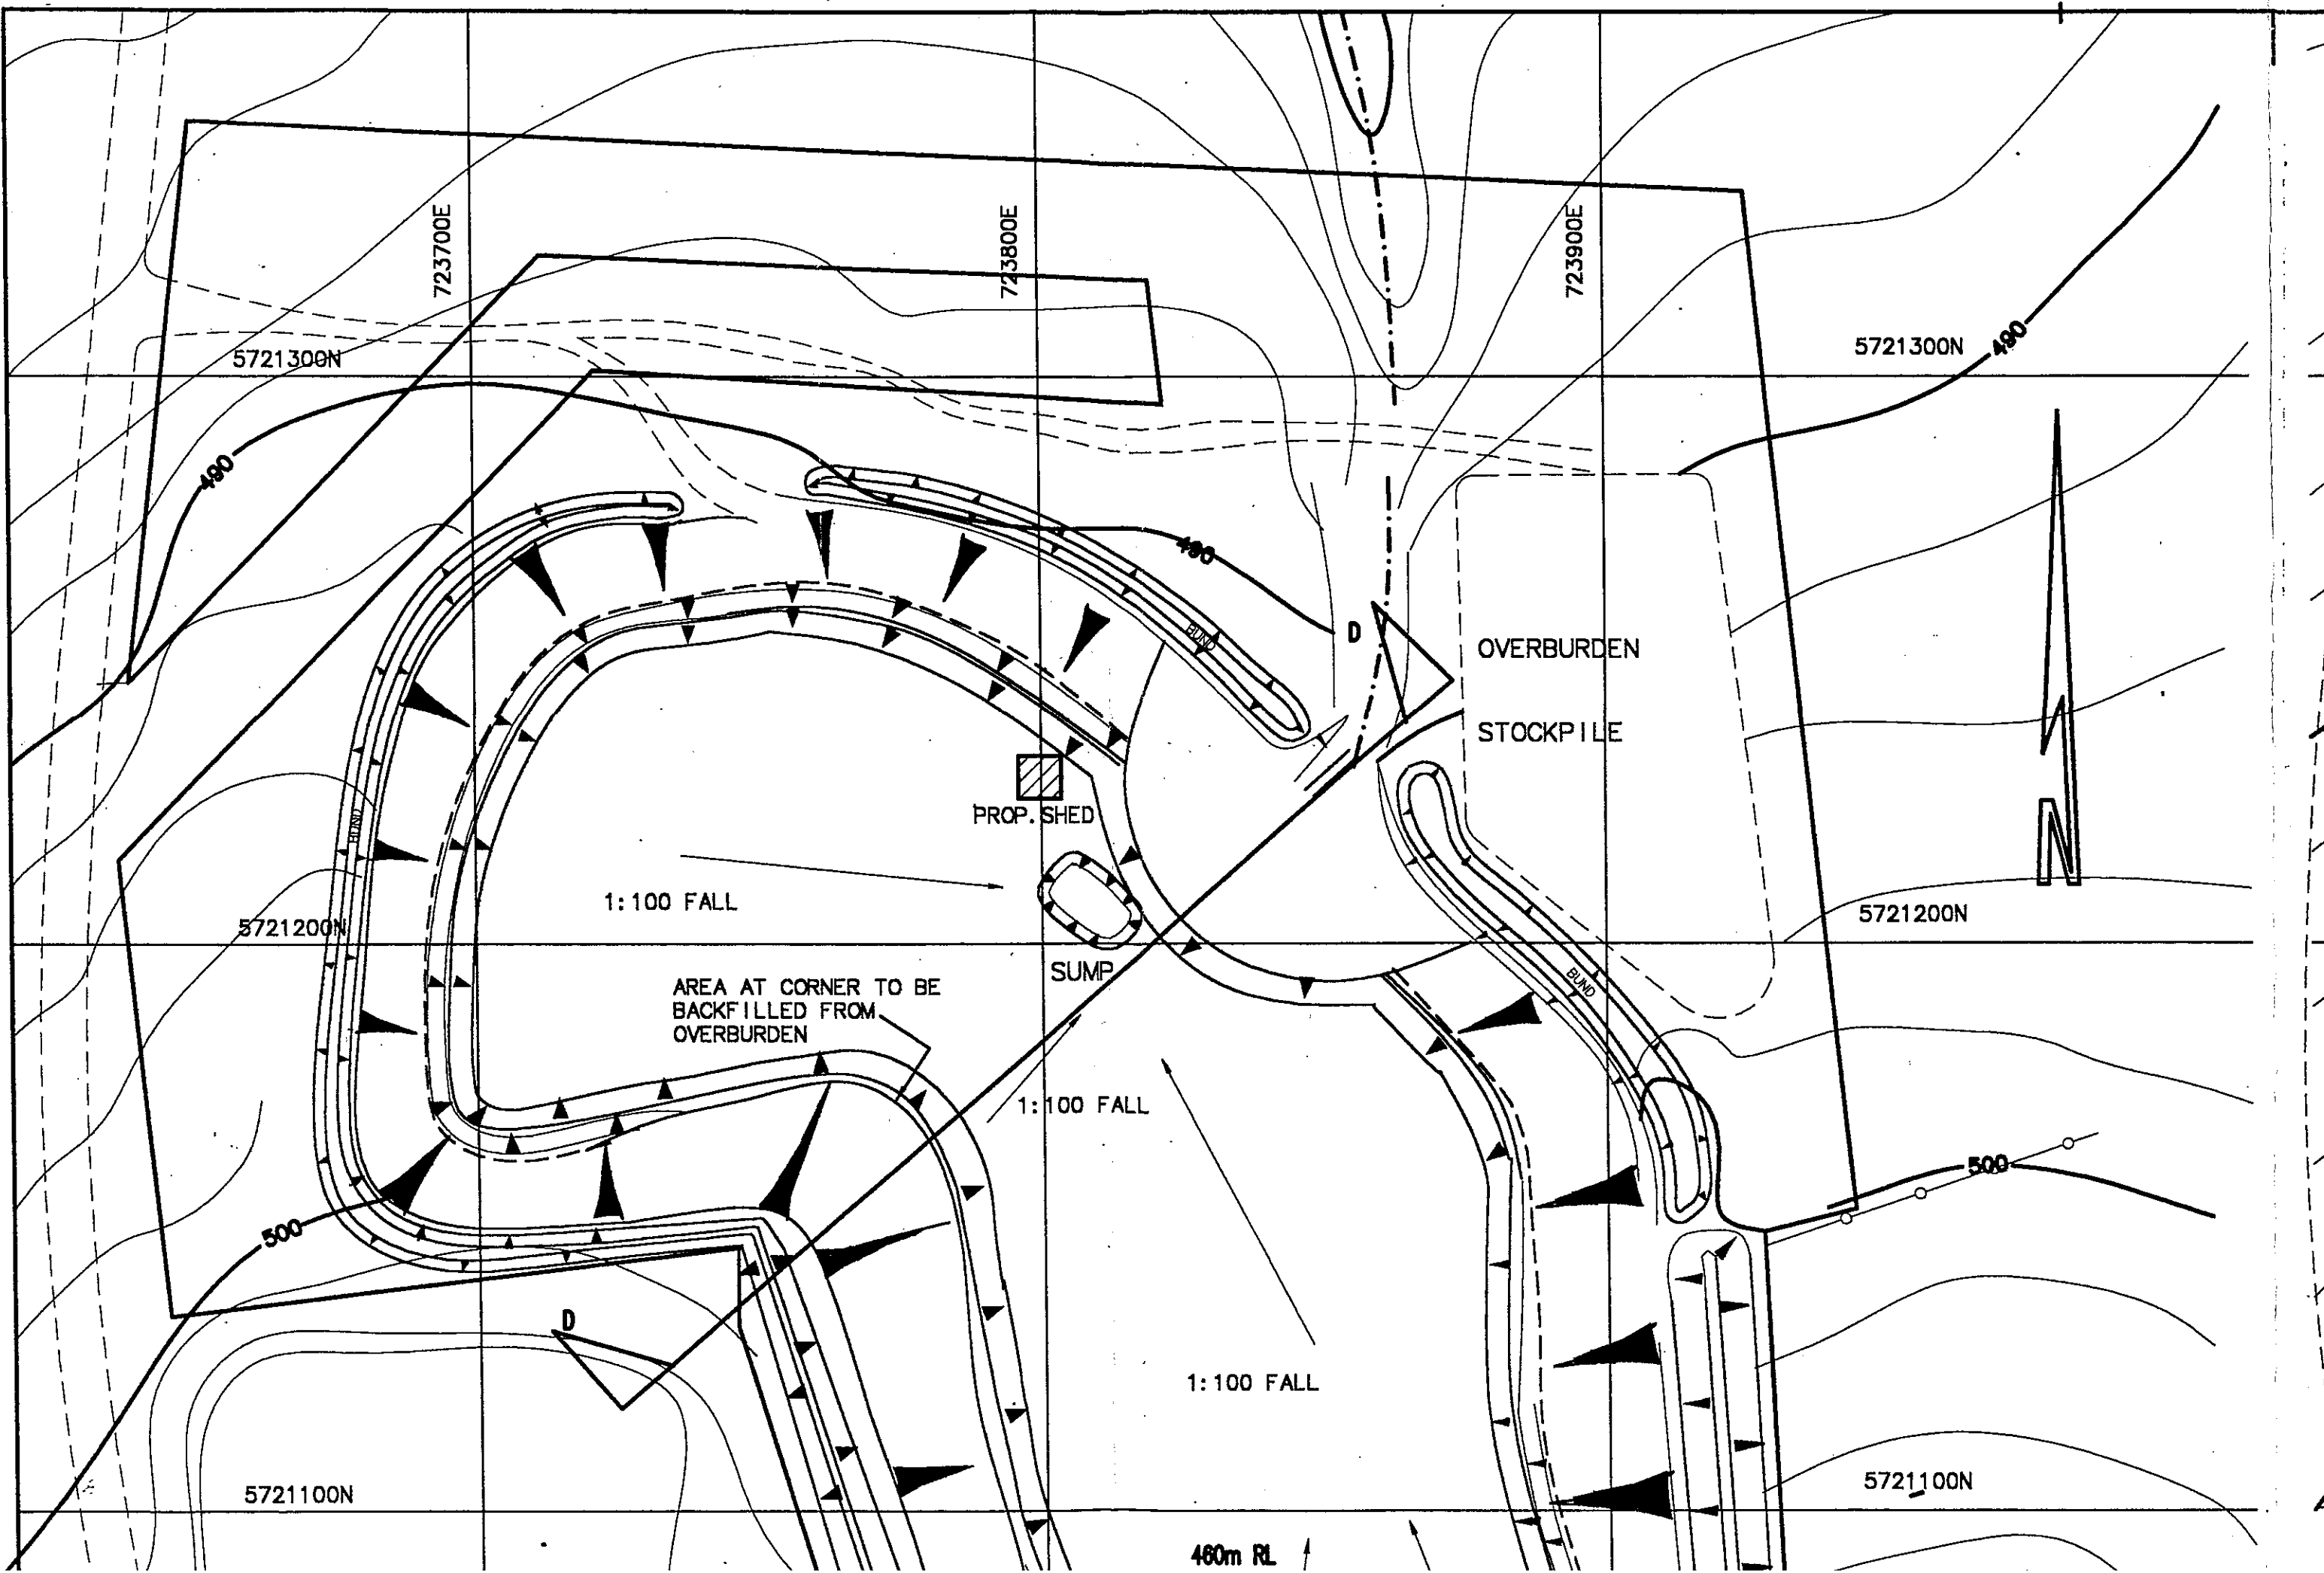 723700E
723800E
723900E
5721300N
5721300N
490
490
490
D
OVERBURDEN
STOCKPILE
BUND
PROP. SHED
BUND
1:100 FALL
5721200N
5721200N
SUMP
BUND
AREA AT CORNER TO BE
BACKFILLED FROM
OVERBURDEN
1:100 FALL
500
500
D
1:100 FALL
5721100N
5721100N
460m RL
N